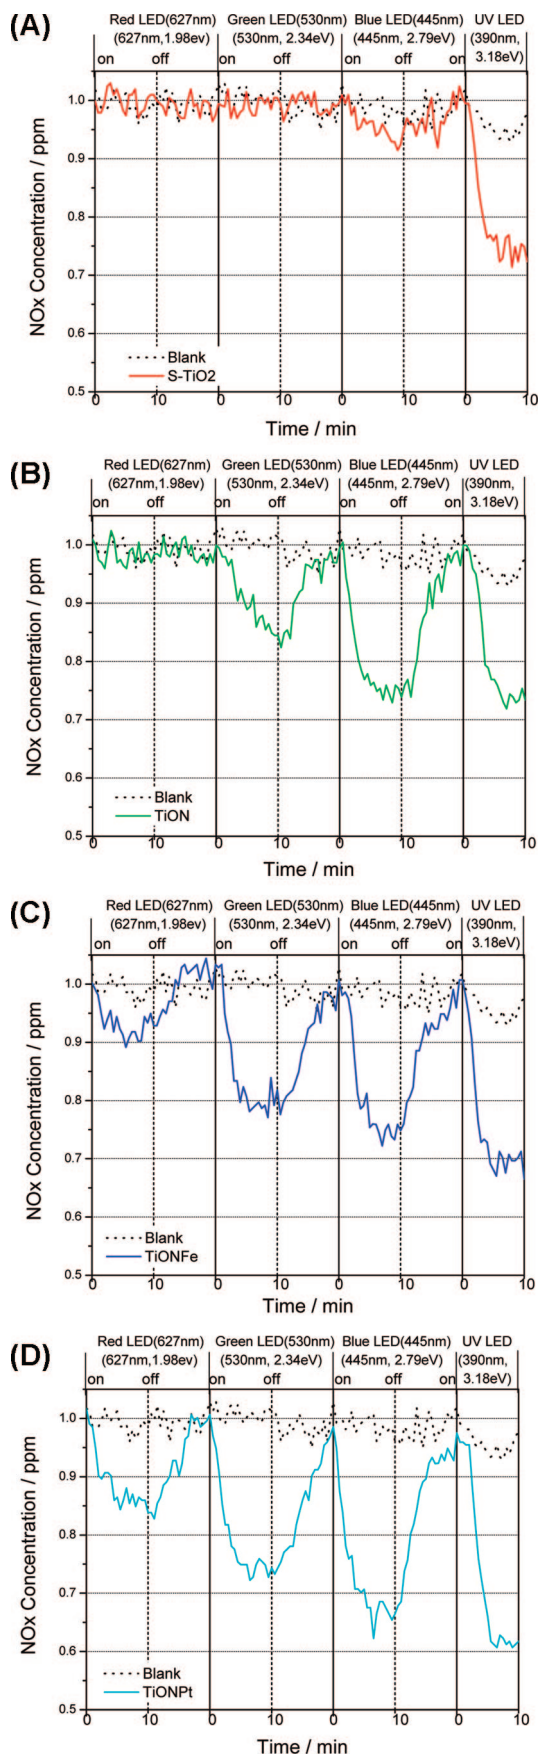 (A)
Red LED(627nm) Green LED(530nm) Blue LED(445nm) UV LED
(627nm,1.98ev) (530nm, 2.34eV) (445nm, 2.79eV) (390nm,
on off on off on off on 3.18eV)
1.0
0.9
0.8
0.7
0.6
0.5
NOx Concentration / ppm
Blank
S-TiO2
0 10 0 10 0 10 0 10
Time / min
(B)
Red LED(627nm) Green LED(530nm) Blue LED(445nm) UV LED
(627nm,1.98ev) (530nm, 2.34eV) (445nm, 2.79eV) (390nm,
on off on off on off on 3.18eV)
1.0
0.9
0.8
0.7
0.6
0.5
NOx Concentration / ppm
Blank
TiON
0 10 0 10 0 10 0 10
Time / min
(C)
Red LED(627nm) Green LED(530nm) Blue LED(445nm) UV LED
(627nm,1.98ev) (530nm, 2.34eV) (445nm, 2.79eV) (390nm,
on off on off on off on 3.18eV)
1.0
0.9
0.8
0.7
0.6
0.5
NOx Concentration / ppm
Blank
TiONFe
0 10 0 10 0 10 0 10
Time / min
(D)
Red LED(627nm) Green LED(530nm) Blue LED(445nm) UV LED
(627nm,1.98ev) (530nm, 2.34eV) (445nm, 2.79eV) (390nm,
on off on off on off on 3.18eV)
1.0
0.9
0.8
0.7
0.6
0.5
NOx Concentration / ppm
Blank
TiONPt
0 10 0 10 0 10 0 10
Time / min